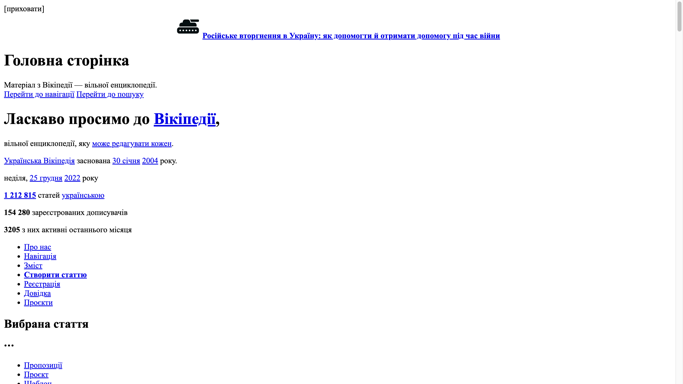 [приховати]
Російське вторгнення в Україну: як допомогти й отримати допомогу під час війни
Головна сторінка
Матеріал з Вікіпедії — вільної енциклопедії.
Перейти до навігації Перейти до пошуку
Ласкаво просимо до Вікіпедії,
вільної енциклопедії, яку може редагувати кожен.
Українська Вікіпедія заснована 30 січня 2004 року.
неділя, 25 грудня 2022 року
1 212 815 статей українською
154 280 зареєстрованих дописувачів
3205 з них активні останнього місяця
Про нас
Навігація
Зміст
Створити статтю
Реєстрація
Довідка
Проєкти
Вибрана стаття
...
Пропозиції
Проєкт
Шаблон